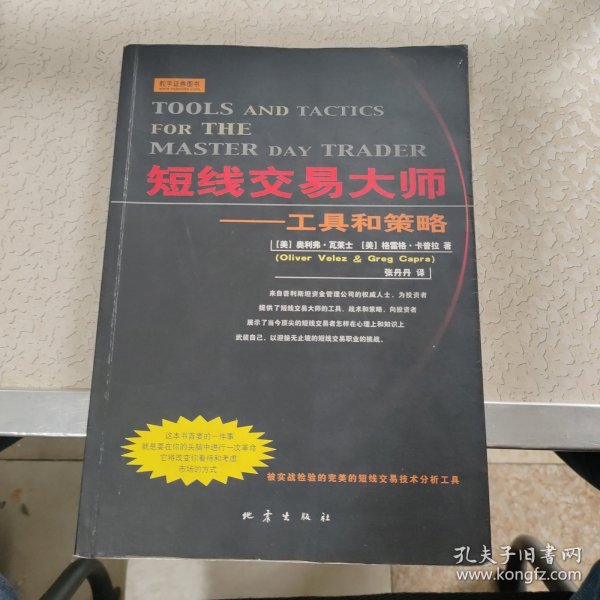 舵手证券图书
TOOLS AND TACTICS
FOR THE
MASTER DAY TRADER
短线交易大师
——工具和策略
[美] 奥利弗·瓦莱士 [美] 格雷格·卡普拉 著
(Oliver Velez & Greg Capra)
张丹丹 译
来自普利斯坦资金管理公司的权威人士，为投资者
提供了短线交易大师的工具、战术和策略，向投资者
展示了当今顶尖的短线交易者怎样在心理上和知识上
武装自己，以迎接无止境的短线交易职业的挑战。
这本书首要的一件事
就是要在你的头脑中进行一次革命
它将改变你看待和考虑
市场的方式
被实战检验的完美的短线交易技术分析工具
地震出版社
孔夫子旧书网
www.kongfz.com